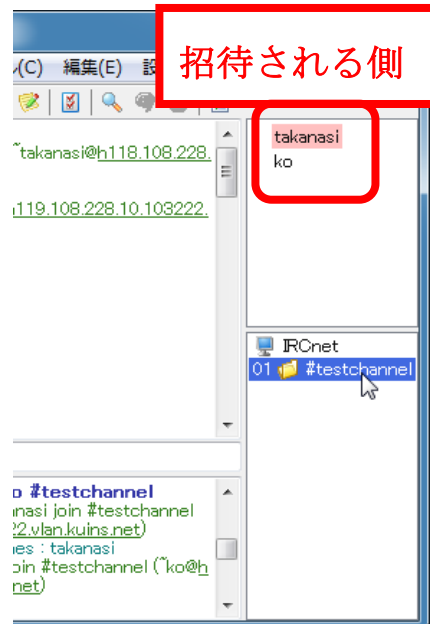 招待される側
(C) 編集(E) 設
~takanasi@h118.108.228.
119.108.228.10.103222.
takanasi
ko
IRCnet
01 #testchannel
o #testchannel
nasi join #testchannel
22.vlan.kuins.net)
es : takanasi
oin #testchannel (~ko@h
net)